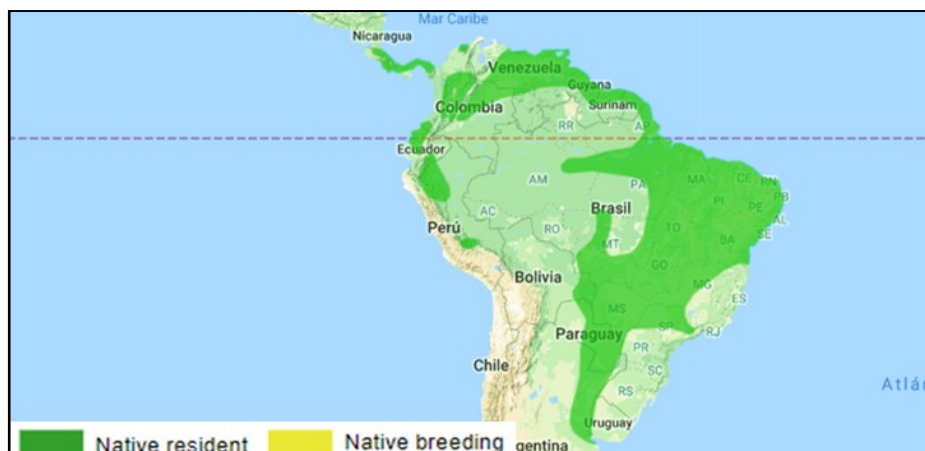 Mar Caribe
Nicaragua
Venezuela
Guyana
Colombia
Surinam
RR
AP
Ecuador
AM
PA
MA
CE
RN
PB
PI
PE
AL
AC
Brasil
TO
SE
Perú
RO
MT
BA
GO
Bolivia
MG
ES
MS
Paraguay
SP
RJ
PR
Chile
SC
Atlán
RS
Uruguay
Native resident
Native breeding
gentina